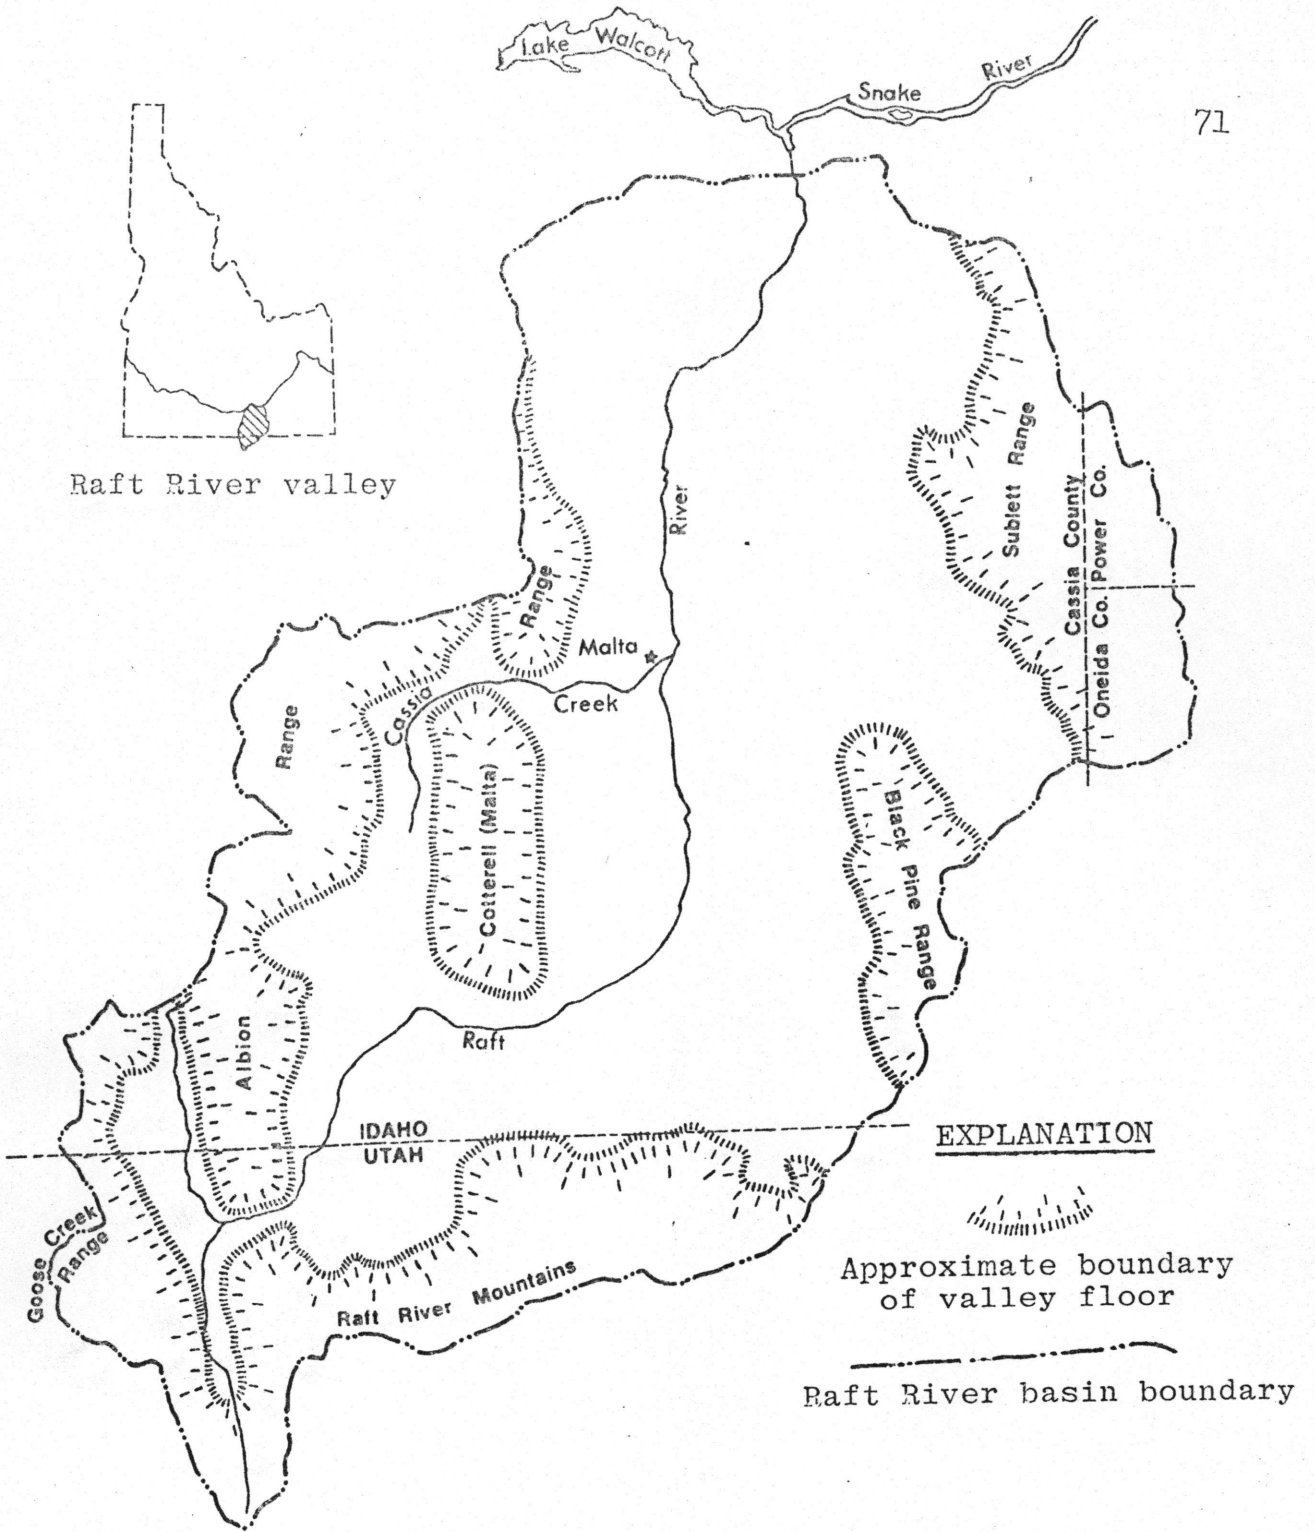 Lake Walcott
Snake River
71
Raft River valley
River
Sublett Range
Cassia County
Oneida Co. Power Co.
Range
Malta
Cassia
Creek
Range
Cotterell (Malta)
Black Pine Range
Albion
Raft
IDAHO
UTAH
EXPLANATION
Goose Creek
Range
Raft River Mountains
Approximate boundary
of valley floor
Raft River basin boundary